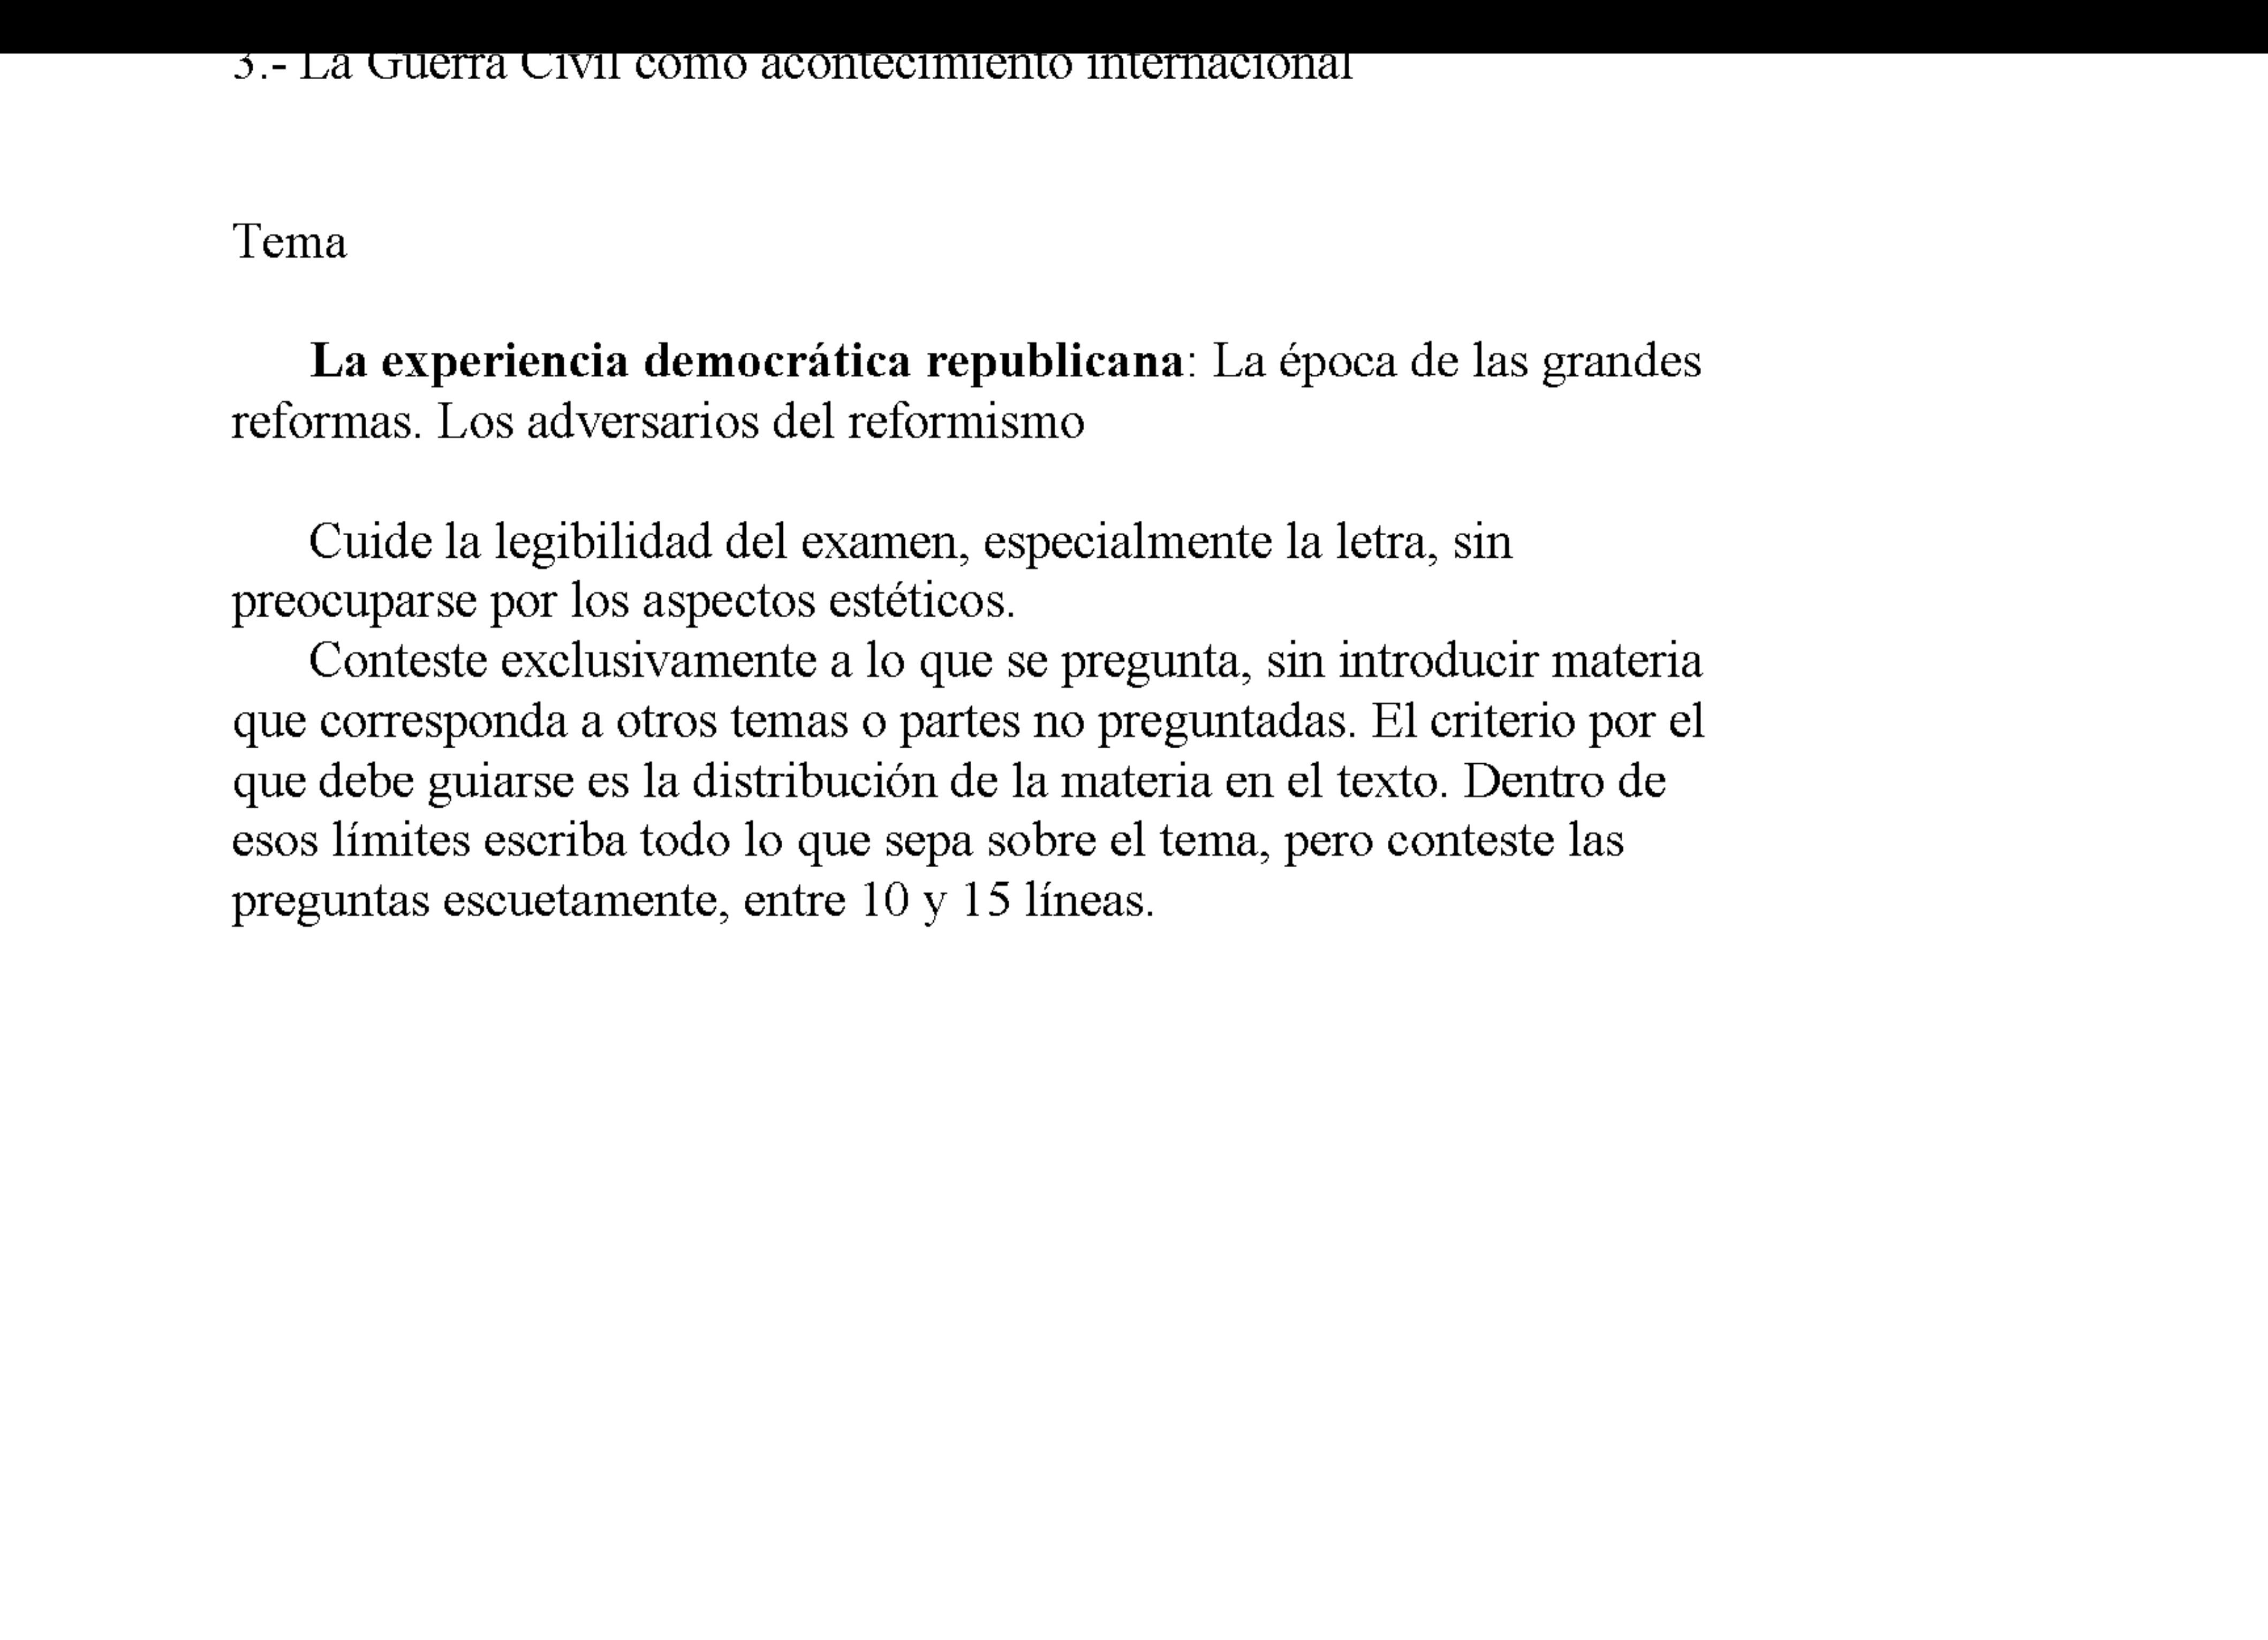 3.- La Guerra Civil como acontecimiento internacional
Tema
La experiencia democrática republicana: La época de las grandes
reformas. Los adversarios del reformismo
Cuide la legibilidad del examen, especialmente la letra, sin
preocuparse por los aspectos estéticos.
Conteste exclusivamente a lo que se pregunta, sin introducir materia
que corresponda a otros temas o partes no preguntadas. El criterio por el
que debe guiarse es la distribución de la materia en el texto. Dentro de
esos límites escriba todo lo que sepa sobre el tema, pero conteste las
preguntas escuetamente, entre 10 y 15 líneas.